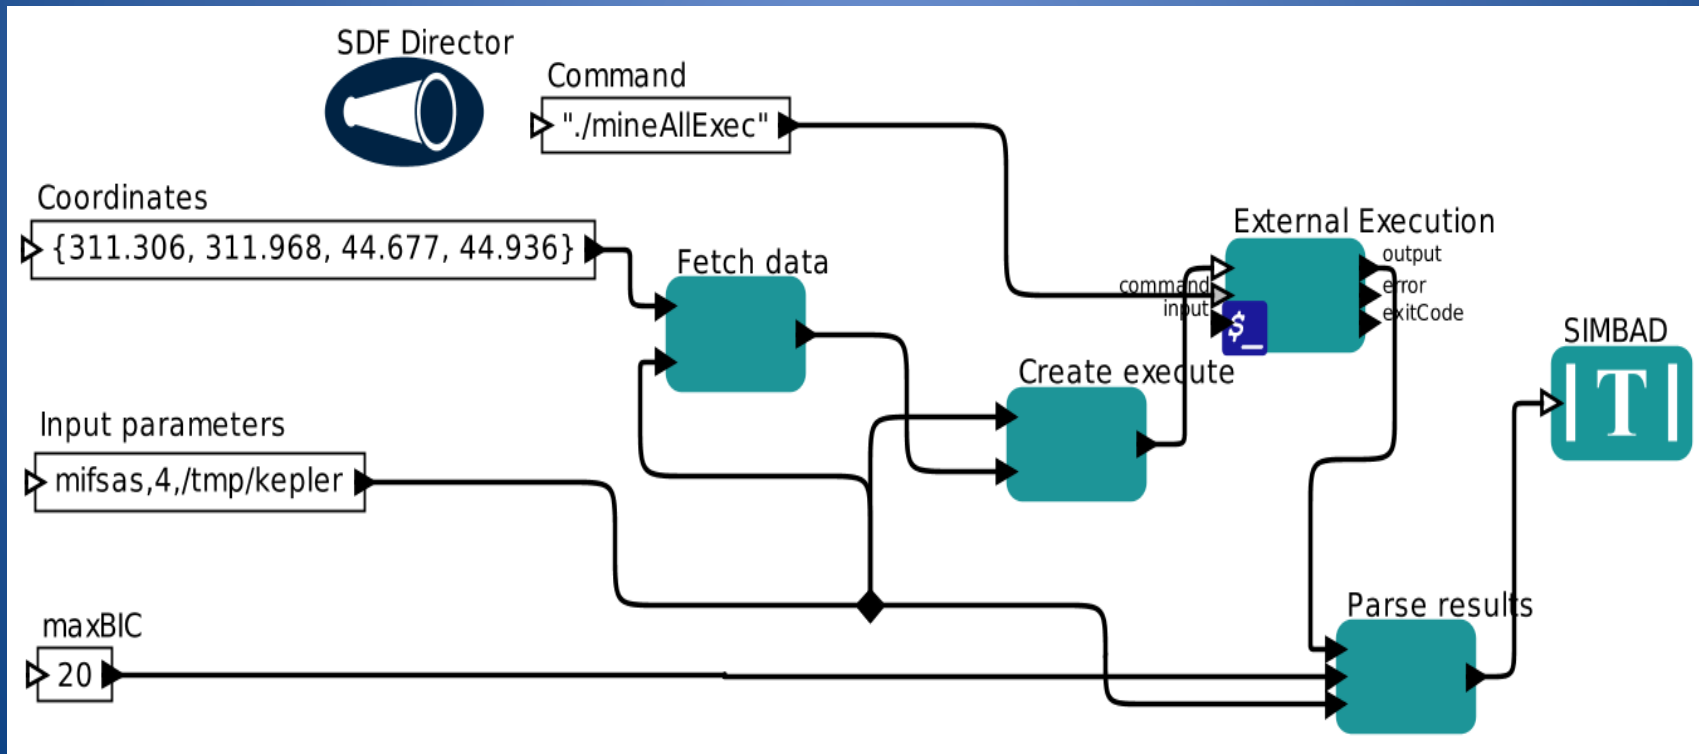 SDF Director
Command
"./mineAllExec"
Coordinates
{311.306, 311.968, 44.677, 44.936}
External Execution
output
command
error
input
exitCode
$_
Fetch data
SIMBAD
T
Create execute
Input parameters
mifsas,4,/tmp/kepler
Parse results
maxBIC
20